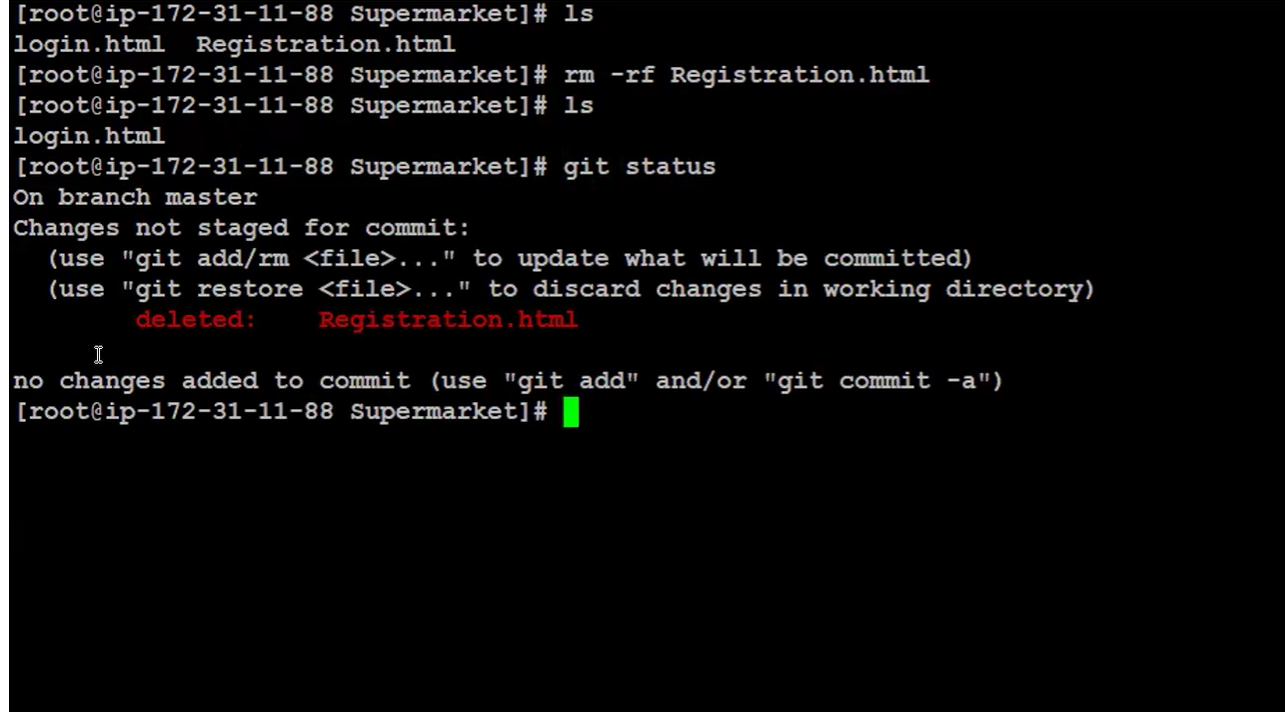 [root@ip-172-31-11-88 Supermarket]# ls
login.html  Registration.html
[root@ip-172-31-11-88 Supermarket]# rm -rf Registration.html
[root@ip-172-31-11-88 Supermarket]# ls
login.html
[root@ip-172-31-11-88 Supermarket]# git status
On branch master
Changes not staged for commit:
  (use "git add/rm <file>..." to update what will be committed)
  (use "git restore <file>..." to discard changes in working directory)
        deleted:    Registration.html
no changes added to commit (use "git add" and/or "git commit -a")
[root@ip-172-31-11-88 Supermarket]#